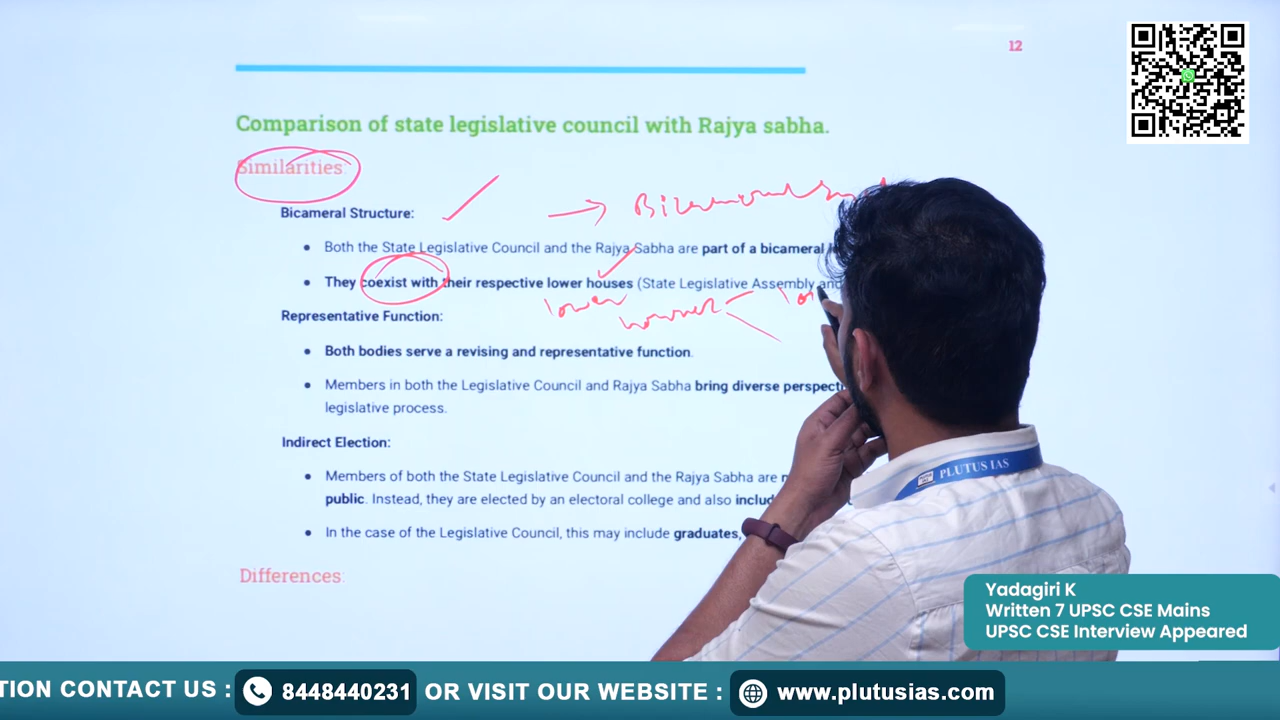 12
Comparison of state legislative council with Rajya sabha.
Similarities:
Bicameral Structure:
Bicameral
• Both the State Legislative Council and the Rajya Sabha are part of a bicameral
• They coexist with their respective lower houses (State Legislative Assembly and
lower
houses
Representative Function:
• Both bodies serve a revising and representative function.
• Members in both the Legislative Council and Rajya Sabha bring diverse
legislative process.
Indirect Election:
• Members of both the State Legislative Council and the Rajya Sabha are
public. Instead, they are elected by an electoral college and also
• In the case of the Legislative Council, this may include graduates,
Differences:
PLUTUS IAS
Yadagiri K
Written 7 UPSC CSE Mains
UPSC CSE Interview Appeared
TION CONTACT US : 8448440231 OR VISIT OUR WEBSITE : www.plutusias.com